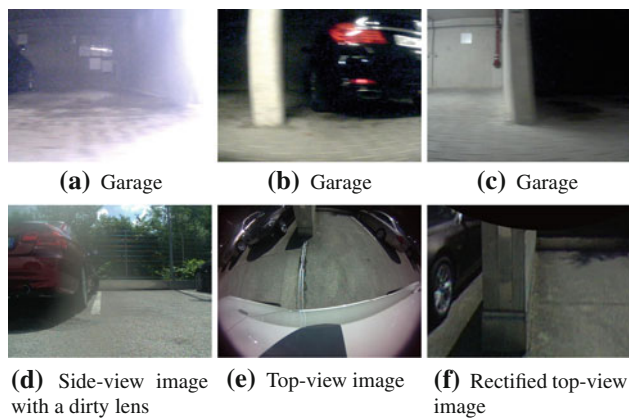 (a) Garage
(b) Garage
(c) Garage
(d) Side-view image
with a dirty lens
(e) Top-view image
(f) Rectified top-view
image